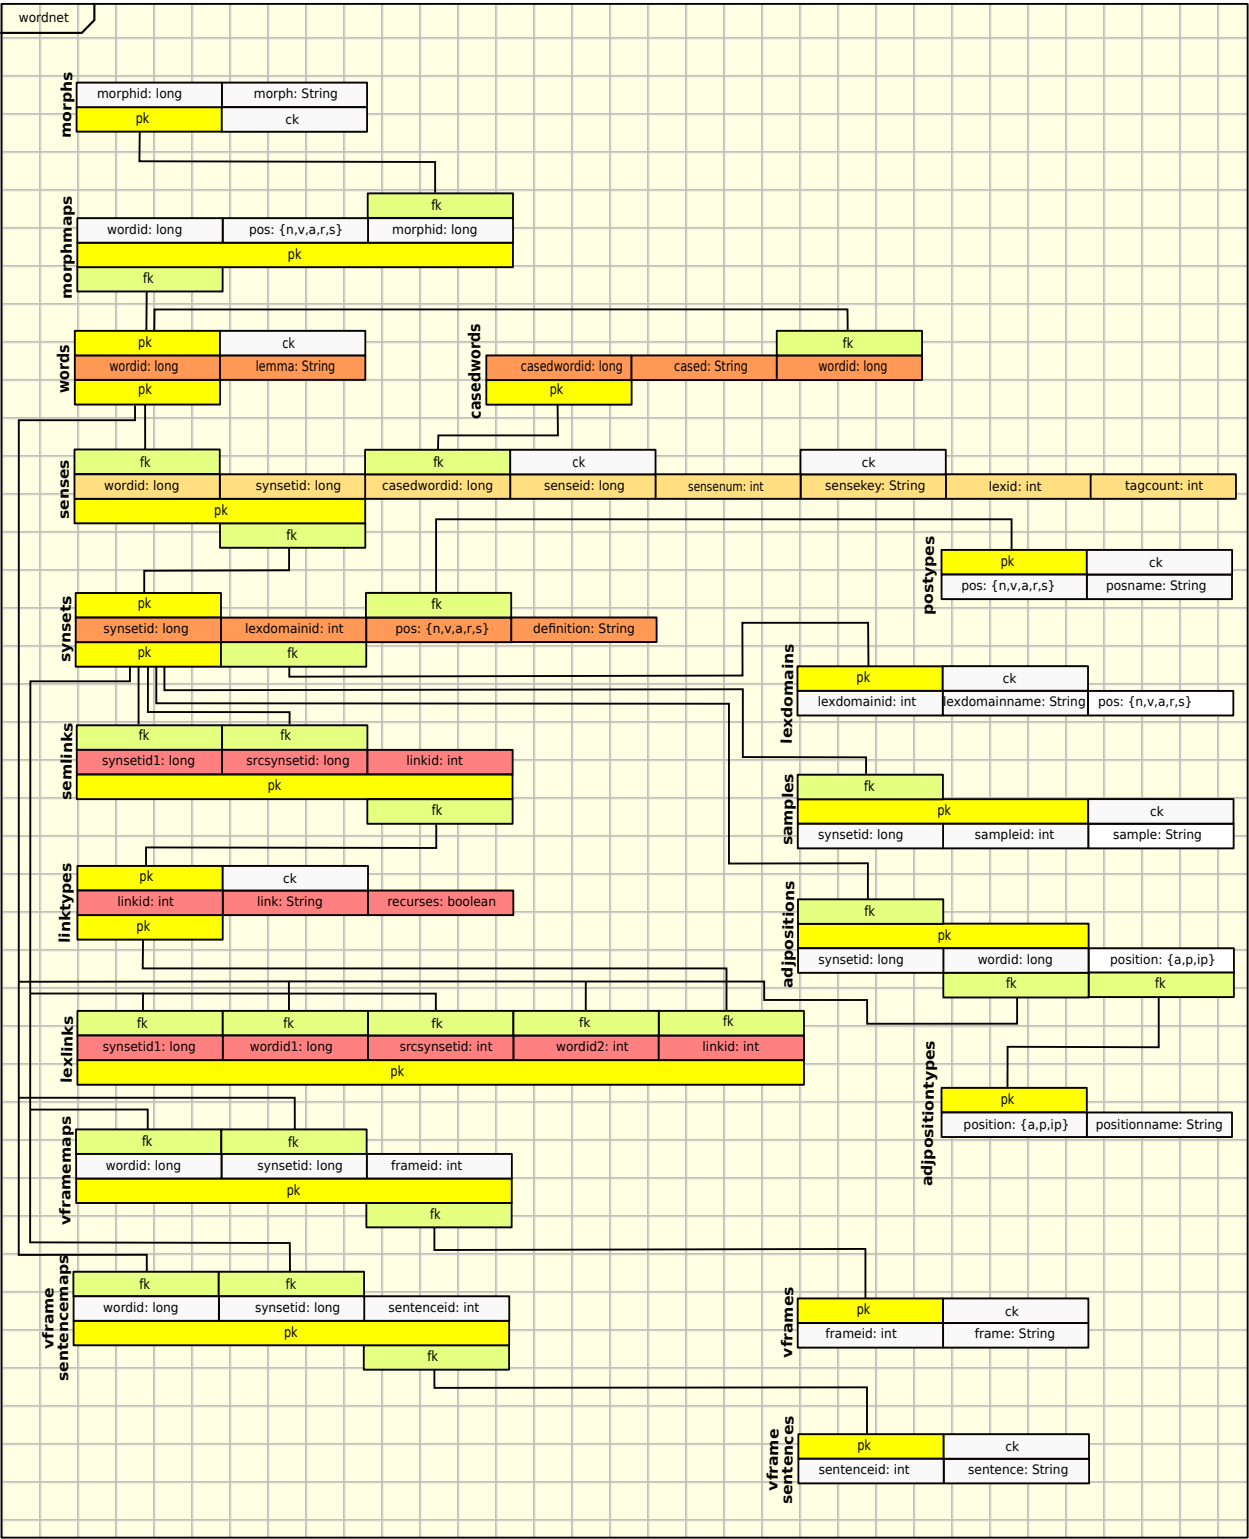 wordnet
morphs
morphid: long morph: String
pk ck
morphmaps
fk
wordid: long pos: {n,v,a,r,s} morphid: long
pk
fk
words
pk ck
wordid: long lemma: String
pk
casedwords
fk
casedwordid: long cased: String wordid: long
pk
senses
fk fk ck ck
wordid: long synsetid: long casedwordid: long senseid: long sensenum: int sensekey: String lexid: int tagcount: int
pk
fk
postypes
pk ck
pos: {n,v,a,r,s} posname: String
synsets
pk fk
synsetid: long lexdomainid: int pos: {n,v,a,r,s} definition: String
pk fk
lexdomains
pk ck
lexdomainid: int lexdomainname: String pos: {n,v,a,r,s}
semlinks
fk fk
synsetid1: long srcsynsetid: long linkid: int
pk
fk
samples
fk
pk ck
synsetid: long sampleid: int sample: String
linktypes
pk ck
linkid: int link: String recurses: boolean
pk
adjpositions
fk
pk
synsetid: long wordid: long position: {a,p,ip}
fk fk
lexlinks
fk fk fk fk fk
synsetid1: long wordid1: long srcsynsetid: int wordid2: int linkid: int
pk
adjpositiontypes
pk
position: {a,p,ip} positionname: String
vframemaps
fk fk
wordid: long synsetid: long frameid: int
pk
fk
vframe
sentencemaps
fk fk
wordid: long synsetid: long sentenceid: int
pk
fk
vframes
pk ck
frameid: int frame: String
vframe
sentences
pk ck
sentenceid: int sentence: String